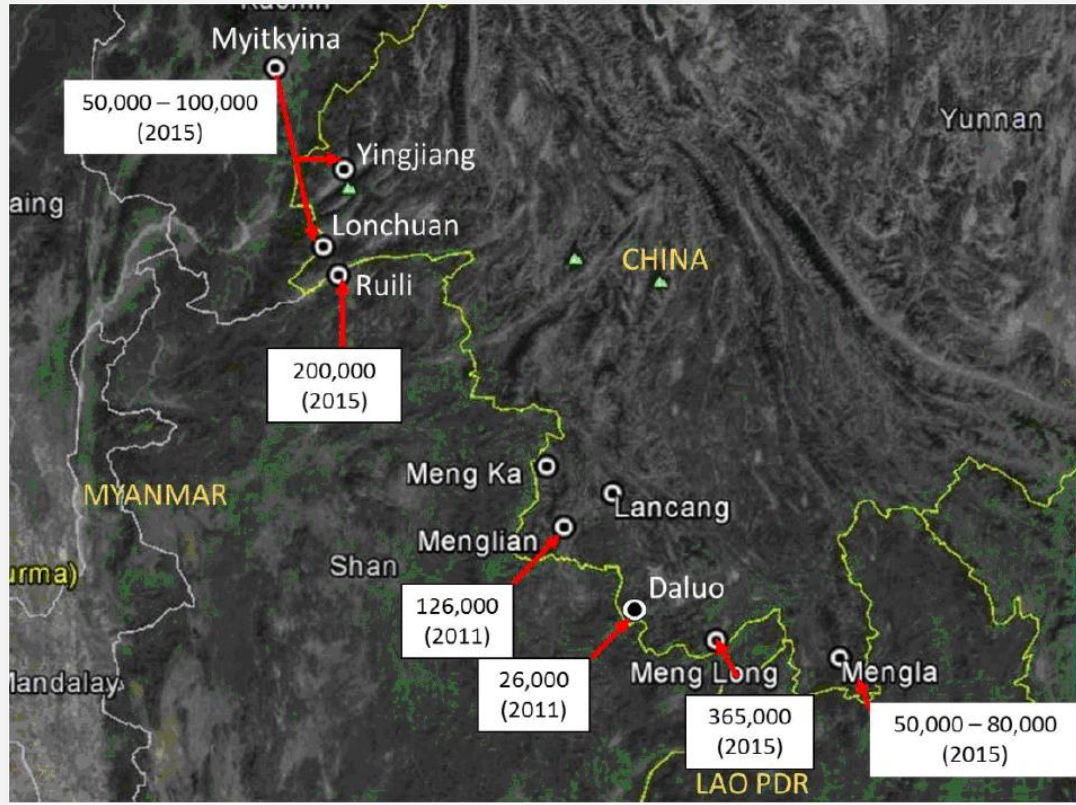 Myitkyina
50,000 – 100,000
(2015)
Yunnan
Yingjiang
aing
Lonchuan
CHINA
Ruili
200,000
(2015)
Meng Ka
MYANMAR
Lancang
Menglian
Shan
urma)
126,000
(2011)
Daluo
26,000
(2011)
Meng Long
Mengla
Mandalay
365,000
(2015)
50,000 – 80,000
(2015)
LAO PDR